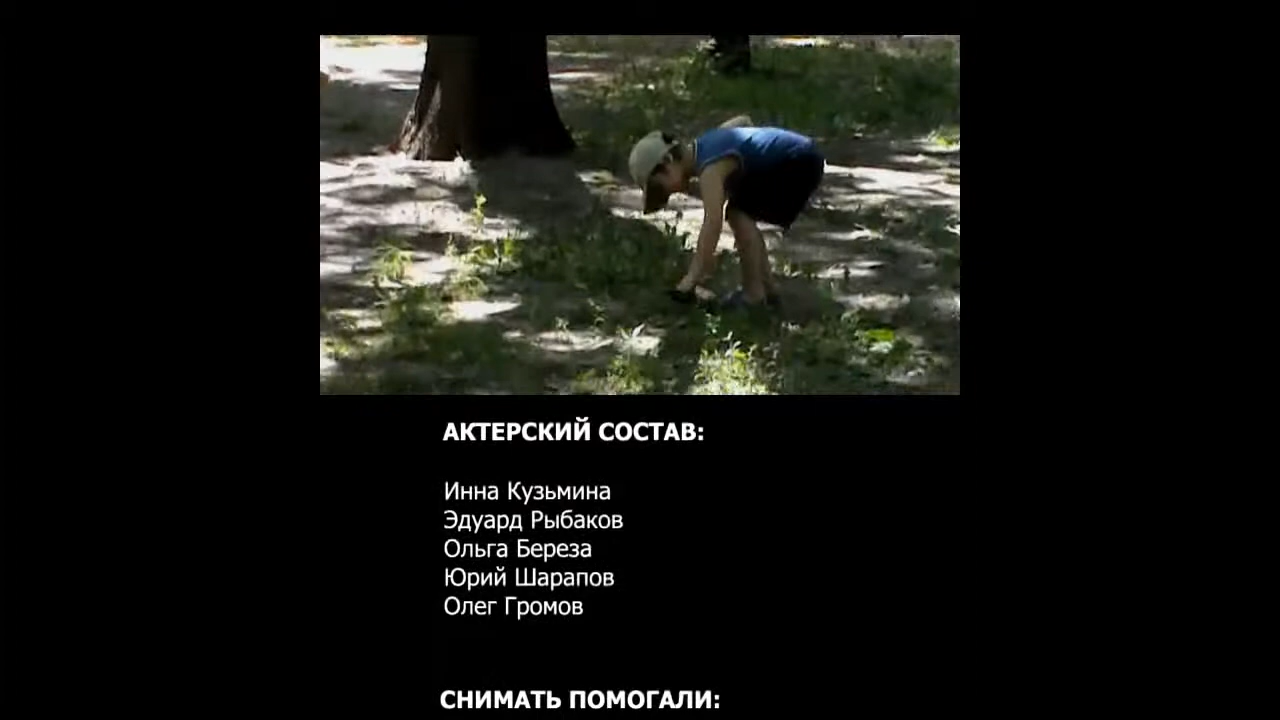 АКТЕРСКИЙ СОСТАВ:
Инна Кузьмина
Эдуард Рыбаков
Ольга Береза
Юрий Шарапов
Олег Громов
СНИМАТЬ ПОМОГАЛИ: